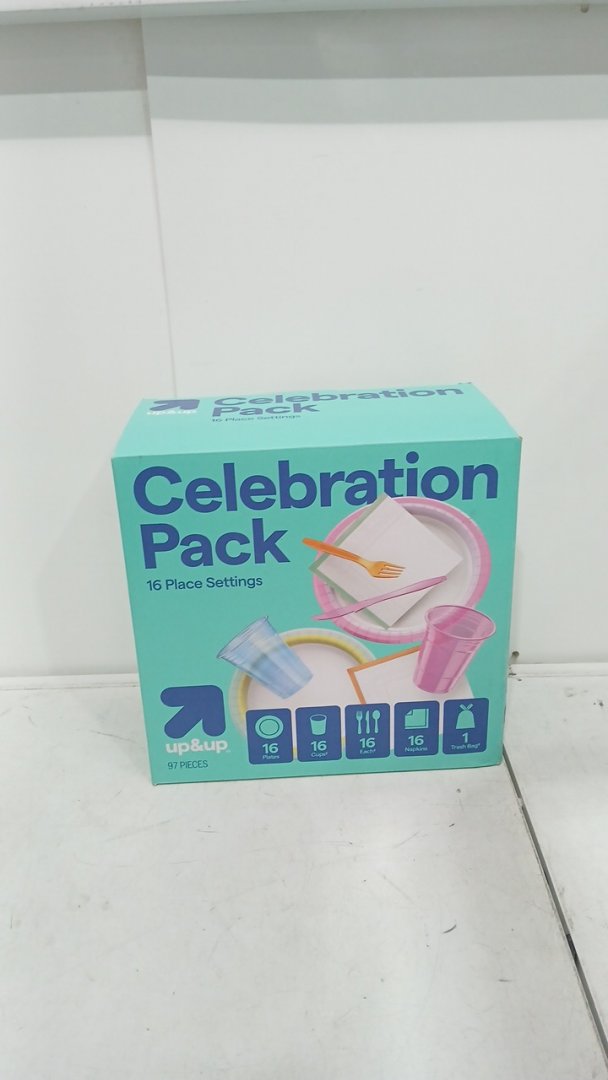 up&up
Celebration
Pack
16 Place Settings
Celebration
Pack
16 Place Settings
up&up
97 PIECES
16
Plates
16
Cups†
16
Each†
16
Napkins
1
Trash Bag†